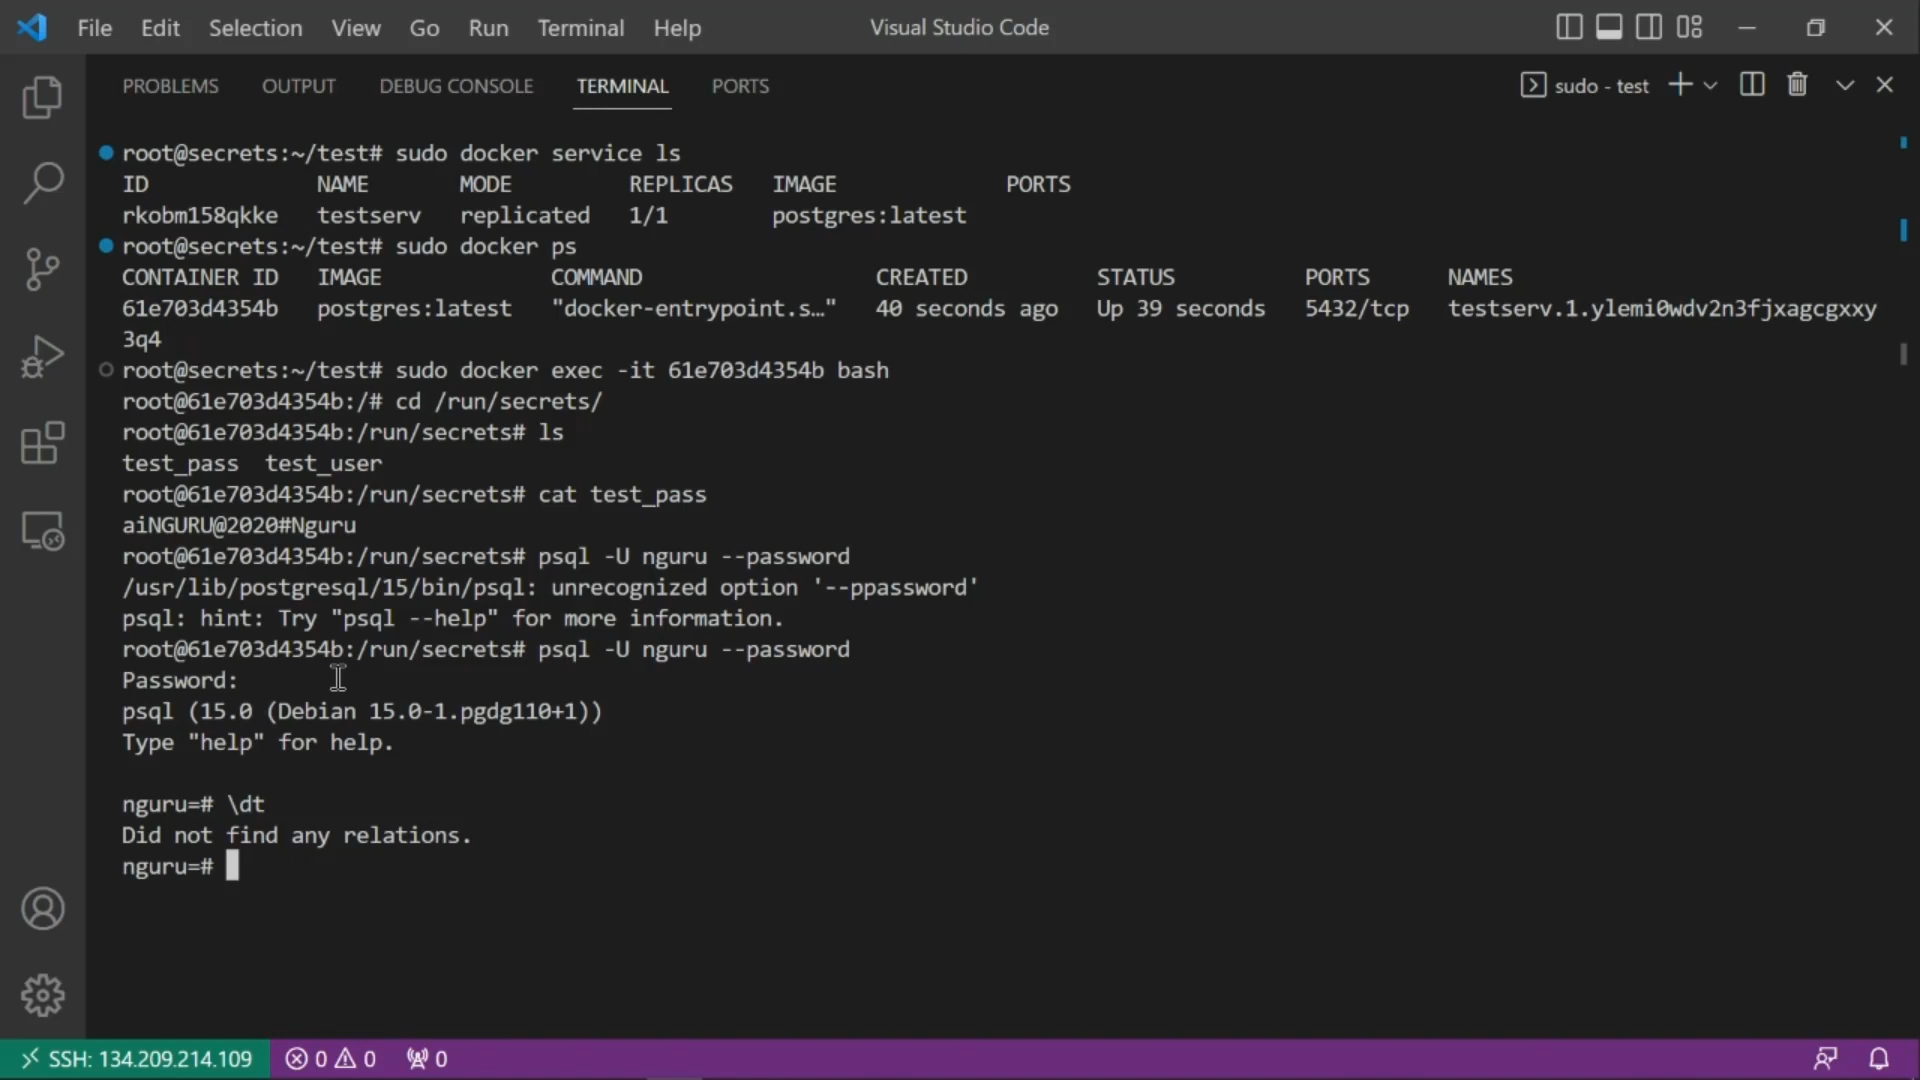 File Edit Selection View Go Run Terminal Help Visual Studio Code
PROBLEMS OUTPUT DEBUG CONSOLE TERMINAL PORTS sudo - test
root@secrets:~/test# sudo docker service ls
ID NAME MODE REPLICAS IMAGE PORTS
rkobm158qkke testserv replicated 1/1 postgres:latest
root@secrets:~/test# sudo docker ps
CONTAINER ID IMAGE COMMAND CREATED STATUS PORTS NAMES
61e703d4354b postgres:latest "docker-entrypoint.s…" 40 seconds ago Up 39 seconds 5432/tcp testserv.1.ylemi0wdv2n3fjxagcgxxy
3q4
root@secrets:~/test# sudo docker exec -it 61e703d4354b bash
root@61e703d4354b:/# cd /run/secrets/
root@61e703d4354b:/run/secrets# ls
test_pass test_user
root@61e703d4354b:/run/secrets# cat test_pass
aiNGURU@2020#Nguru
root@61e703d4354b:/run/secrets# psql -U nguru --password
/usr/lib/postgresql/15/bin/psql: unrecognized option '--ppassword'
psql: hint: Try "psql --help" for more information.
root@61e703d4354b:/run/secrets# psql -U nguru --password
Password:
psql (15.0 (Debian 15.0-1.pgdg110+1))
Type "help" for help.
nguru=# \dt
Did not find any relations.
nguru=#
SSH: 134.209.214.109 0 0 0